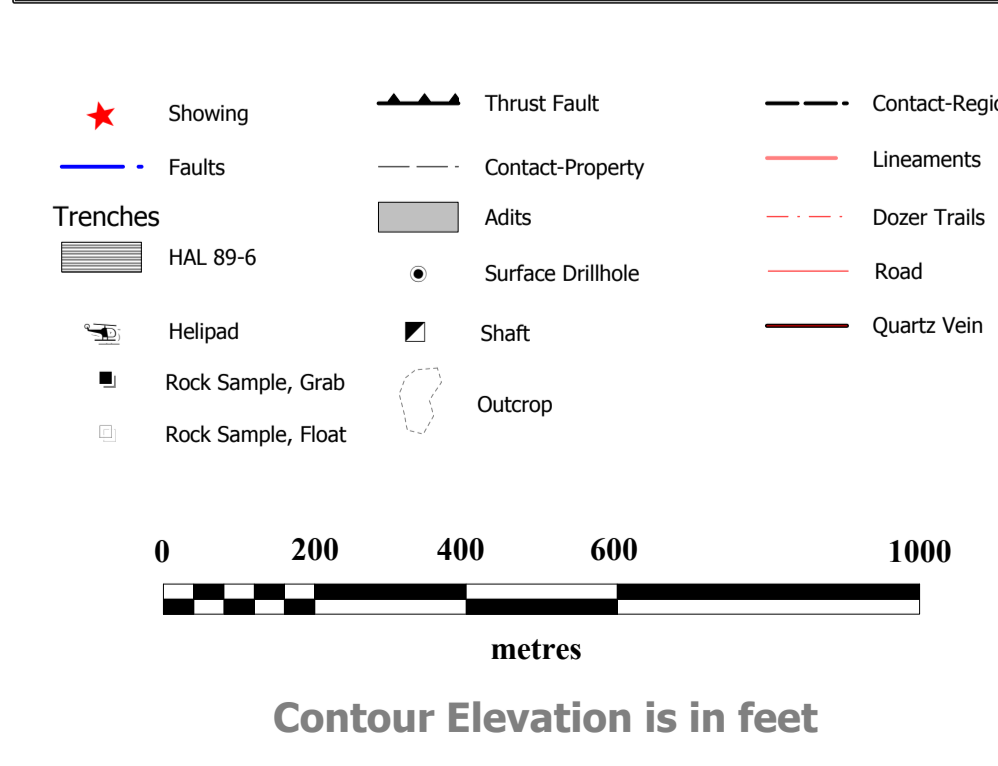 Showing
Faults
Trenches
HAL 89-6
Helipad
Rock Sample, Grab
Rock Sample, Float
Thrust Fault
Contact-Property
Adits
Surface Drillhole
Shaft
Outcrop
Contact-Regio
Lineaments
Dozer Trails
Road
Quartz Vein
0 200 400 600 1000
metres
Contour Elevation is in feet